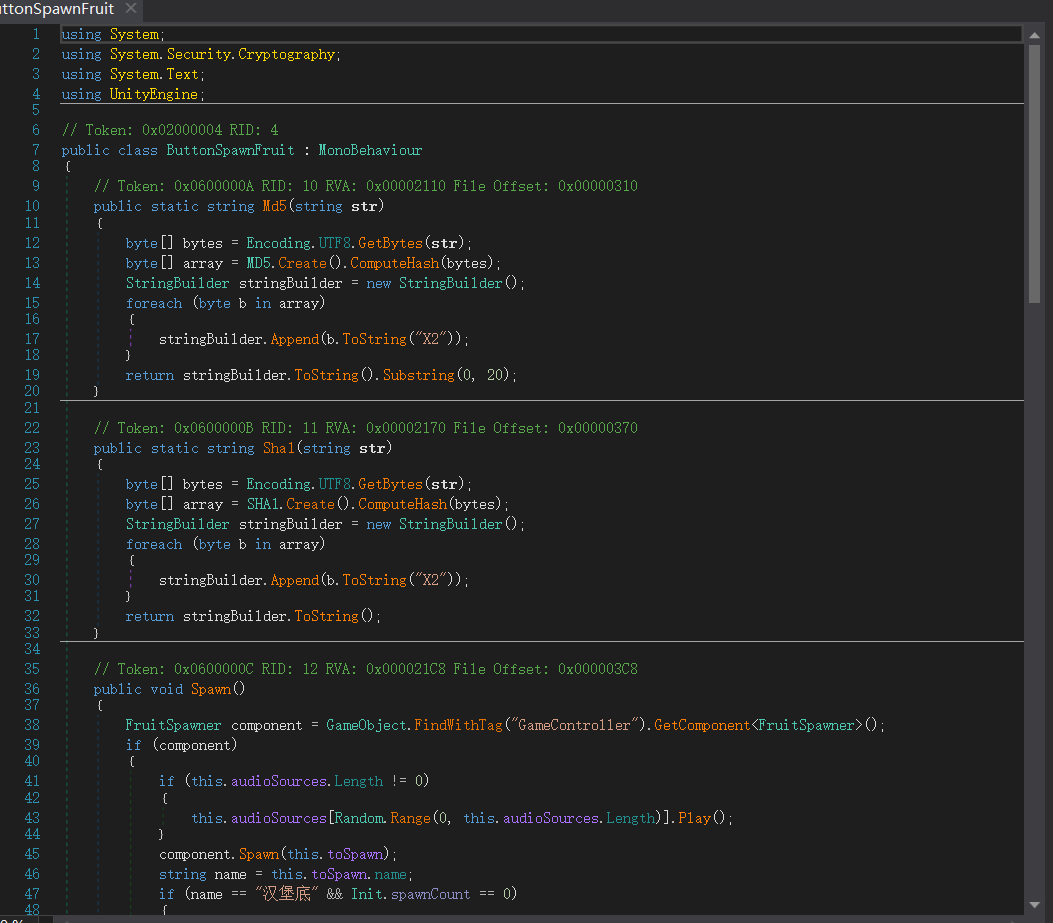 ttonSpawnFruit ×
1 using System;
2 using System.Security.Cryptography;
3 using System.Text;
4 using UnityEngine;
5
6 // Token: 0x02000004 RID: 4
7 public class ButtonSpawnFruit : MonoBehaviour
8 {
9 // Token: 0x0600000A RID: 10 RVA: 0x00002110 File Offset: 0x00000310
10 public static string Md5(string str)
11 {
12 byte[] bytes = Encoding.UTF8.GetBytes(str);
13 byte[] array = MD5.Create().ComputeHash(bytes);
14 StringBuilder stringBuilder = new StringBuilder();
15 foreach (byte b in array)
16 {
17 stringBuilder.Append(b.ToString("X2"));
18 }
19 return stringBuilder.ToString().Substring(0, 20);
20 }
21
22 // Token: 0x0600000B RID: 11 RVA: 0x00002170 File Offset: 0x00000370
23 public static string Sha1(string str)
24 {
25 byte[] bytes = Encoding.UTF8.GetBytes(str);
26 byte[] array = SHA1.Create().ComputeHash(bytes);
27 StringBuilder stringBuilder = new StringBuilder();
28 foreach (byte b in array)
29 {
30 stringBuilder.Append(b.ToString("X2"));
31 }
32 return stringBuilder.ToString();
33 }
34
35 // Token: 0x0600000C RID: 12 RVA: 0x000021C8 File Offset: 0x000003C8
36 public void Spawn()
37 {
38 FruitSpawner component = GameObject.FindWithTag("GameController").GetComponent<FruitSpawner>();
39 if (component)
40 {
41 if (this.audioSources.Length != 0)
42 {
43 this.audioSources[Random.Range(0, this.audioSources.Length)].Play();
44 }
45 component.Spawn(this.toSpawn);
46 string name = this.toSpawn.name;
47 if (name == "汉堡底" && Init.spawnCount == 0)
48 {